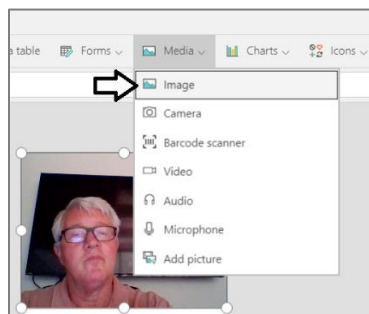 a table Forms Media Charts Icons
Image
Camera
Barcode scanner
Video
Audio
Microphone
Add picture